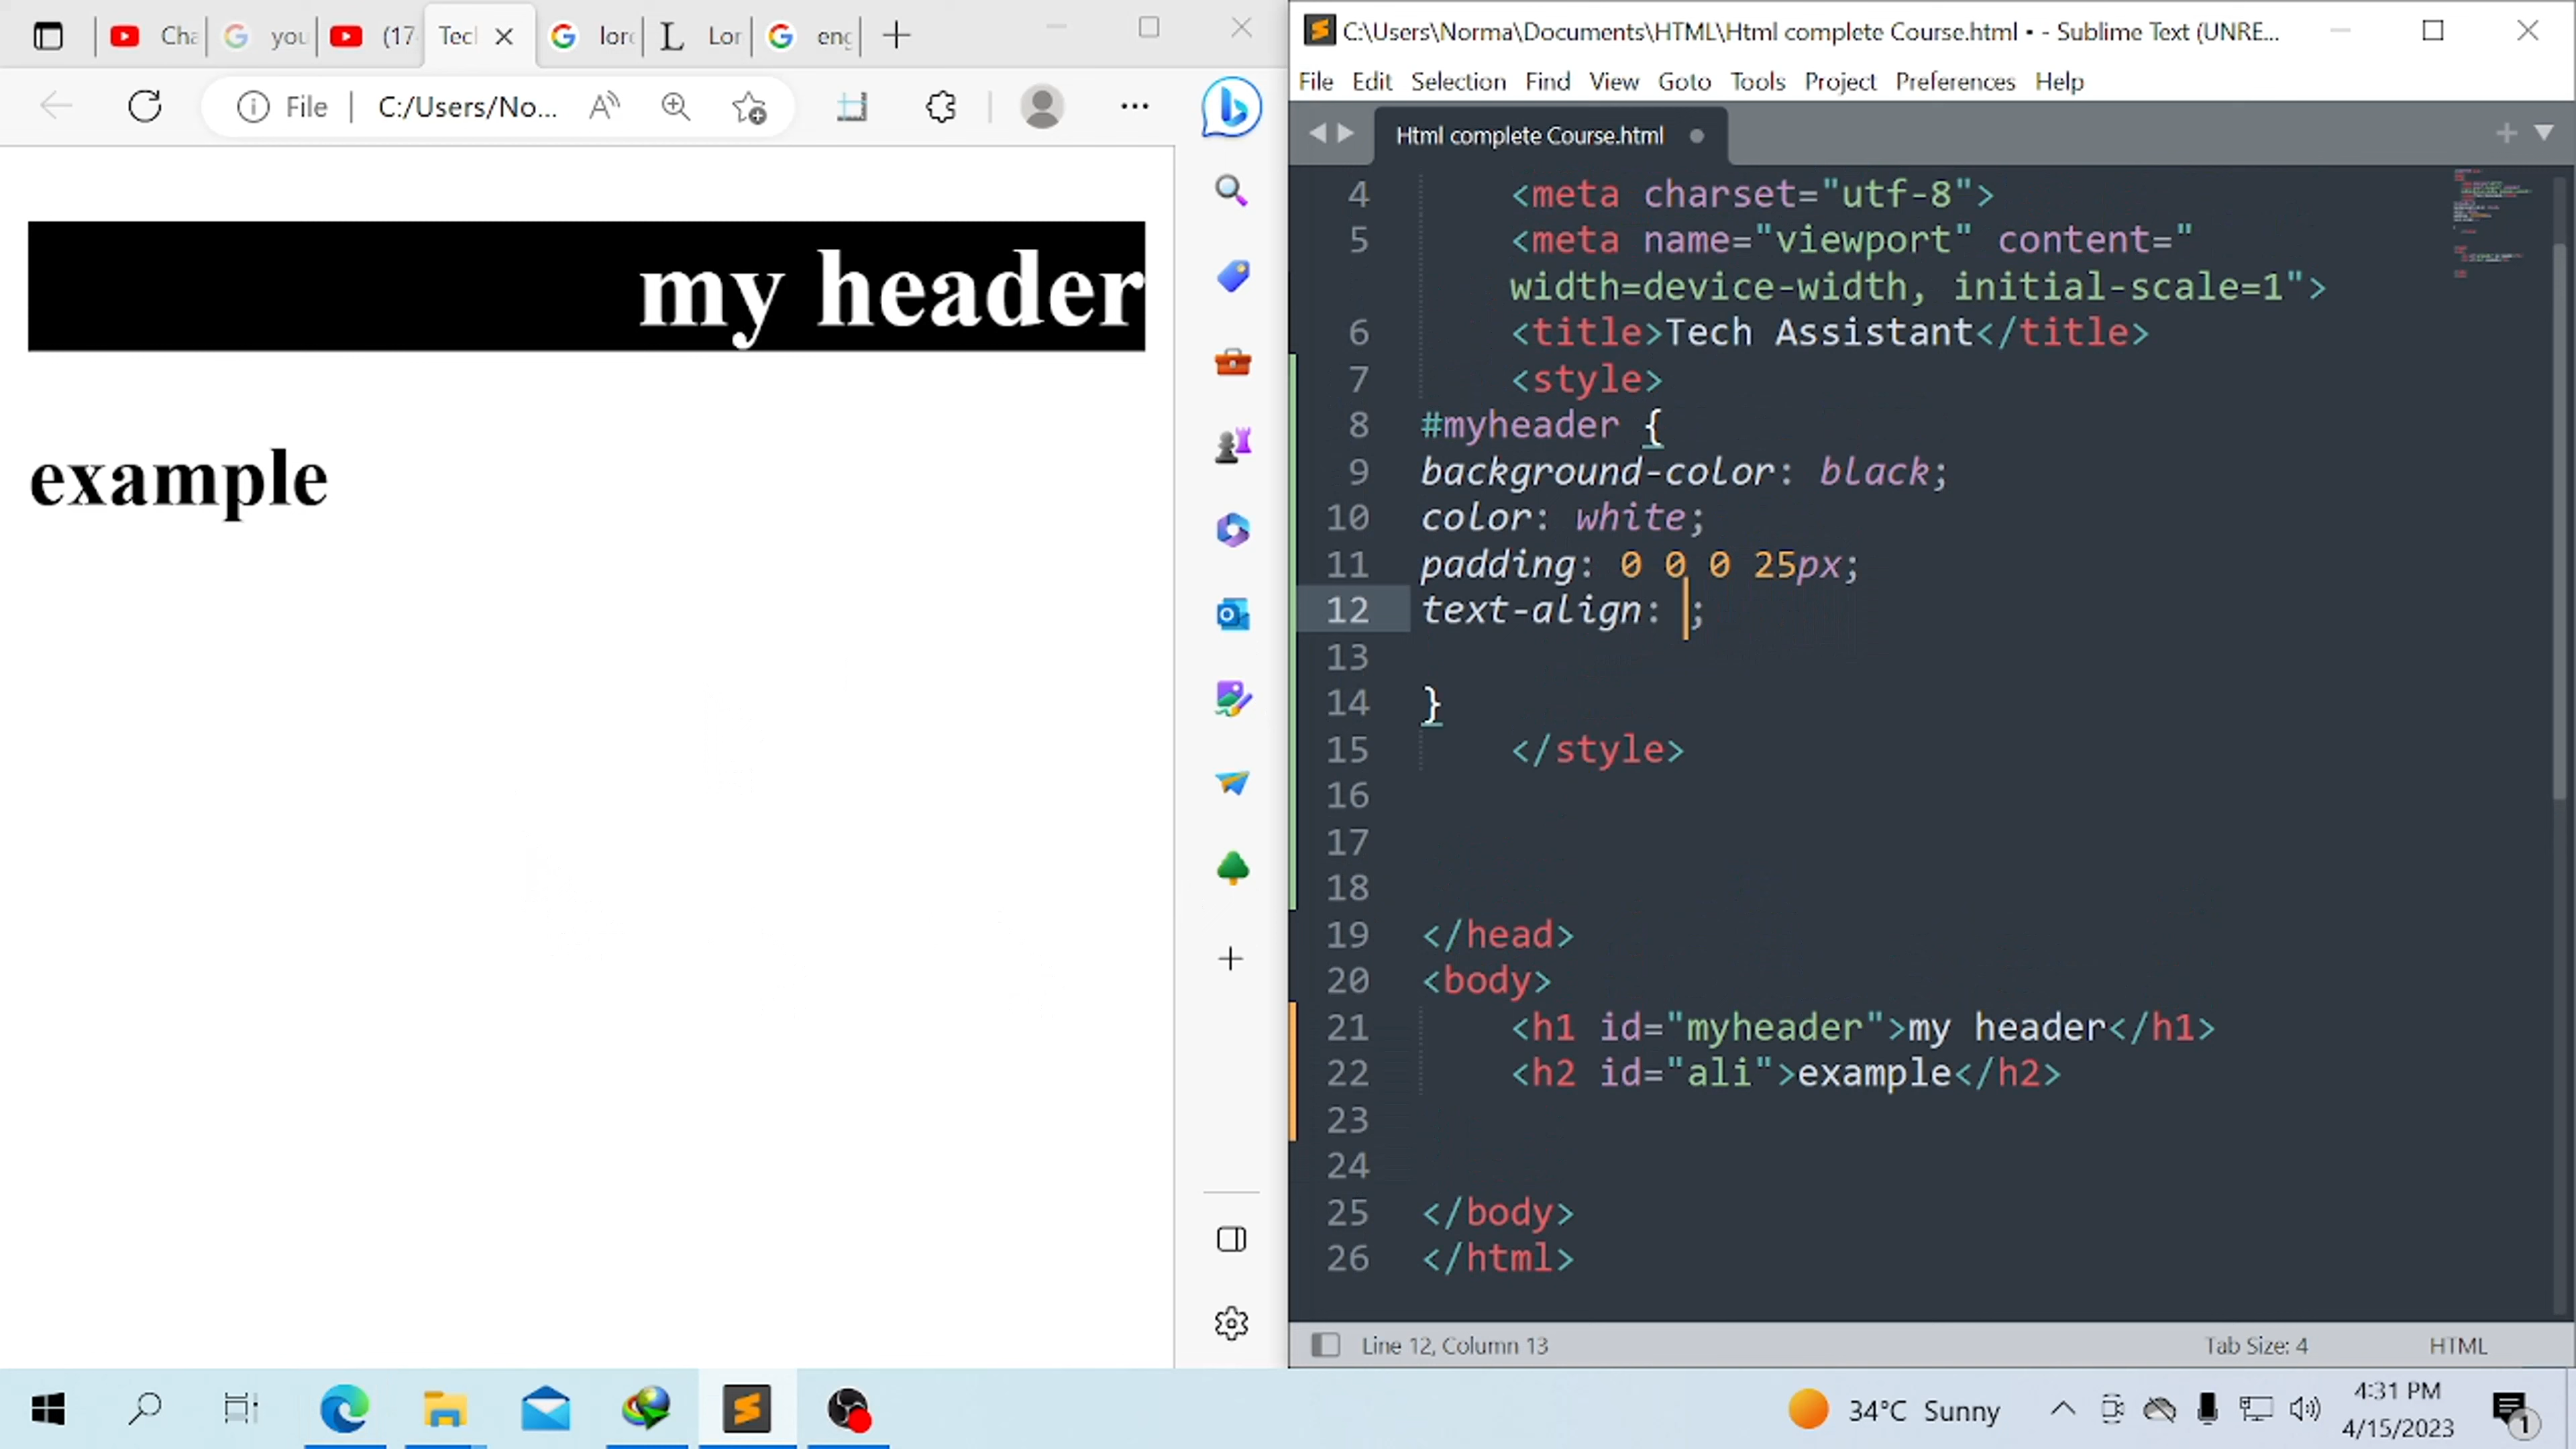 Cha
you
(17
Tecl
lor
Lor
eng
File
C:/Users/No...
my header
example
C:\Users\Norma\Documents\HTML\Html complete Course.html • - Sublime Text (UNRE...
File Edit Selection Find View Goto Tools Project Preferences Help
Html complete Course.html
4 <meta charset="utf-8">
5 <meta name="viewport" content="
width=device-width, initial-scale=1">
6 <title>Tech Assistant</title>
7 <style>
8 #myheader {
9 background-color: black;
10 color: white;
11 padding: 0 0 0 25px;
12 text-align: ;
13
14 }
15 </style>
16
17
18
19 </head>
20 <body>
21 <h1 id="myheader">my header</h1>
22 <h2 id="ali">example</h2>
23
24
25 </body>
26 </html>
Line 12, Column 13
Tab Size: 4
HTML
34°C Sunny
4:31 PM
4/15/2023
1